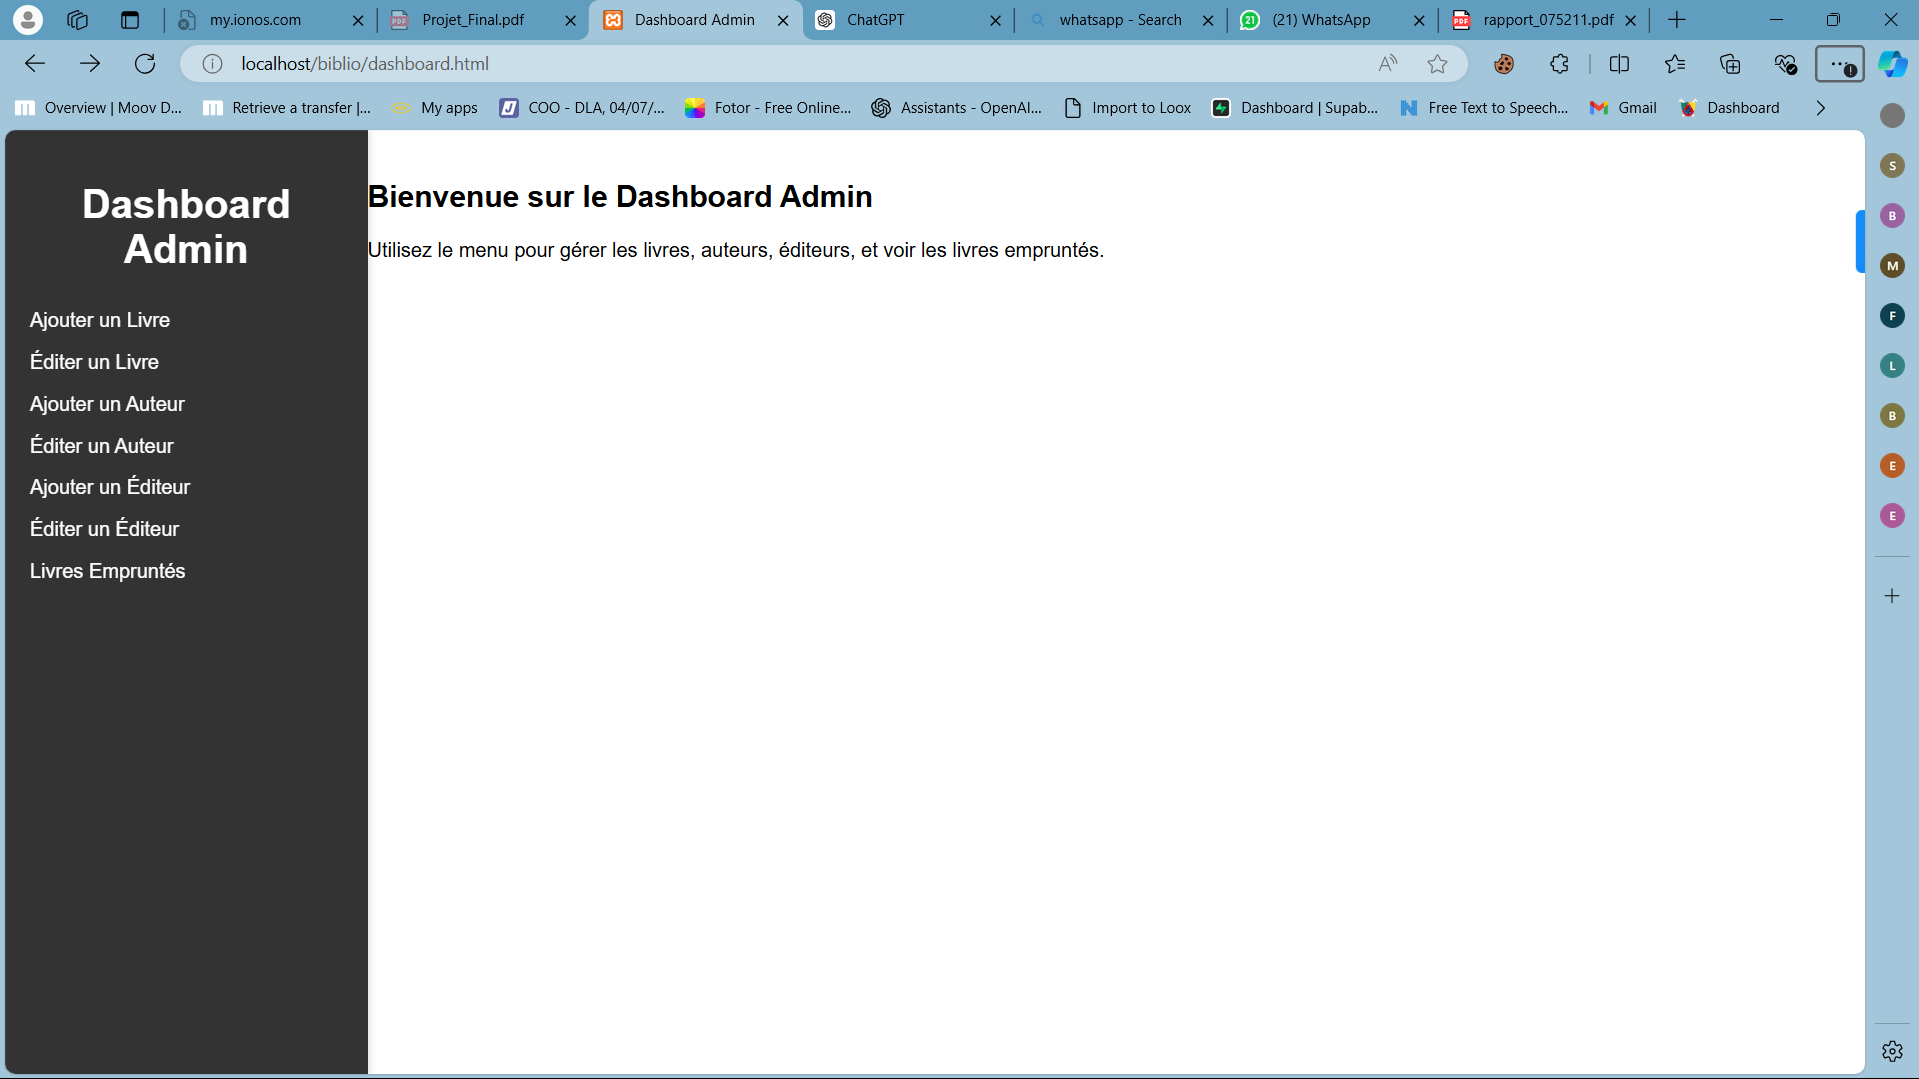 my.ionos.com
Projet_Final.pdf
Dashboard Admin
ChatGPT
whatsapp - Search
21
(21) WhatsApp
PDF
rapport_075211.pdf
localhost/biblio/dashboard.html
Overview | Moov D...
Retrieve a transfer |...
My apps
COO - DLA, 04/07/...
Fotor - Free Online...
Assistants - OpenAI...
Import to Loox
Dashboard | Supab...
Free Text to Speech...
Gmail
Dashboard
Dashboard
Admin
Ajouter un Livre
Éditer un Livre
Ajouter un Auteur
Éditer un Auteur
Ajouter un Éditeur
Éditer un Éditeur
Livres Empruntés
Bienvenue sur le Dashboard Admin
Utilisez le menu pour gérer les livres, auteurs, éditeurs, et voir les livres empruntés.
S
B
M
F
L
B
E
E